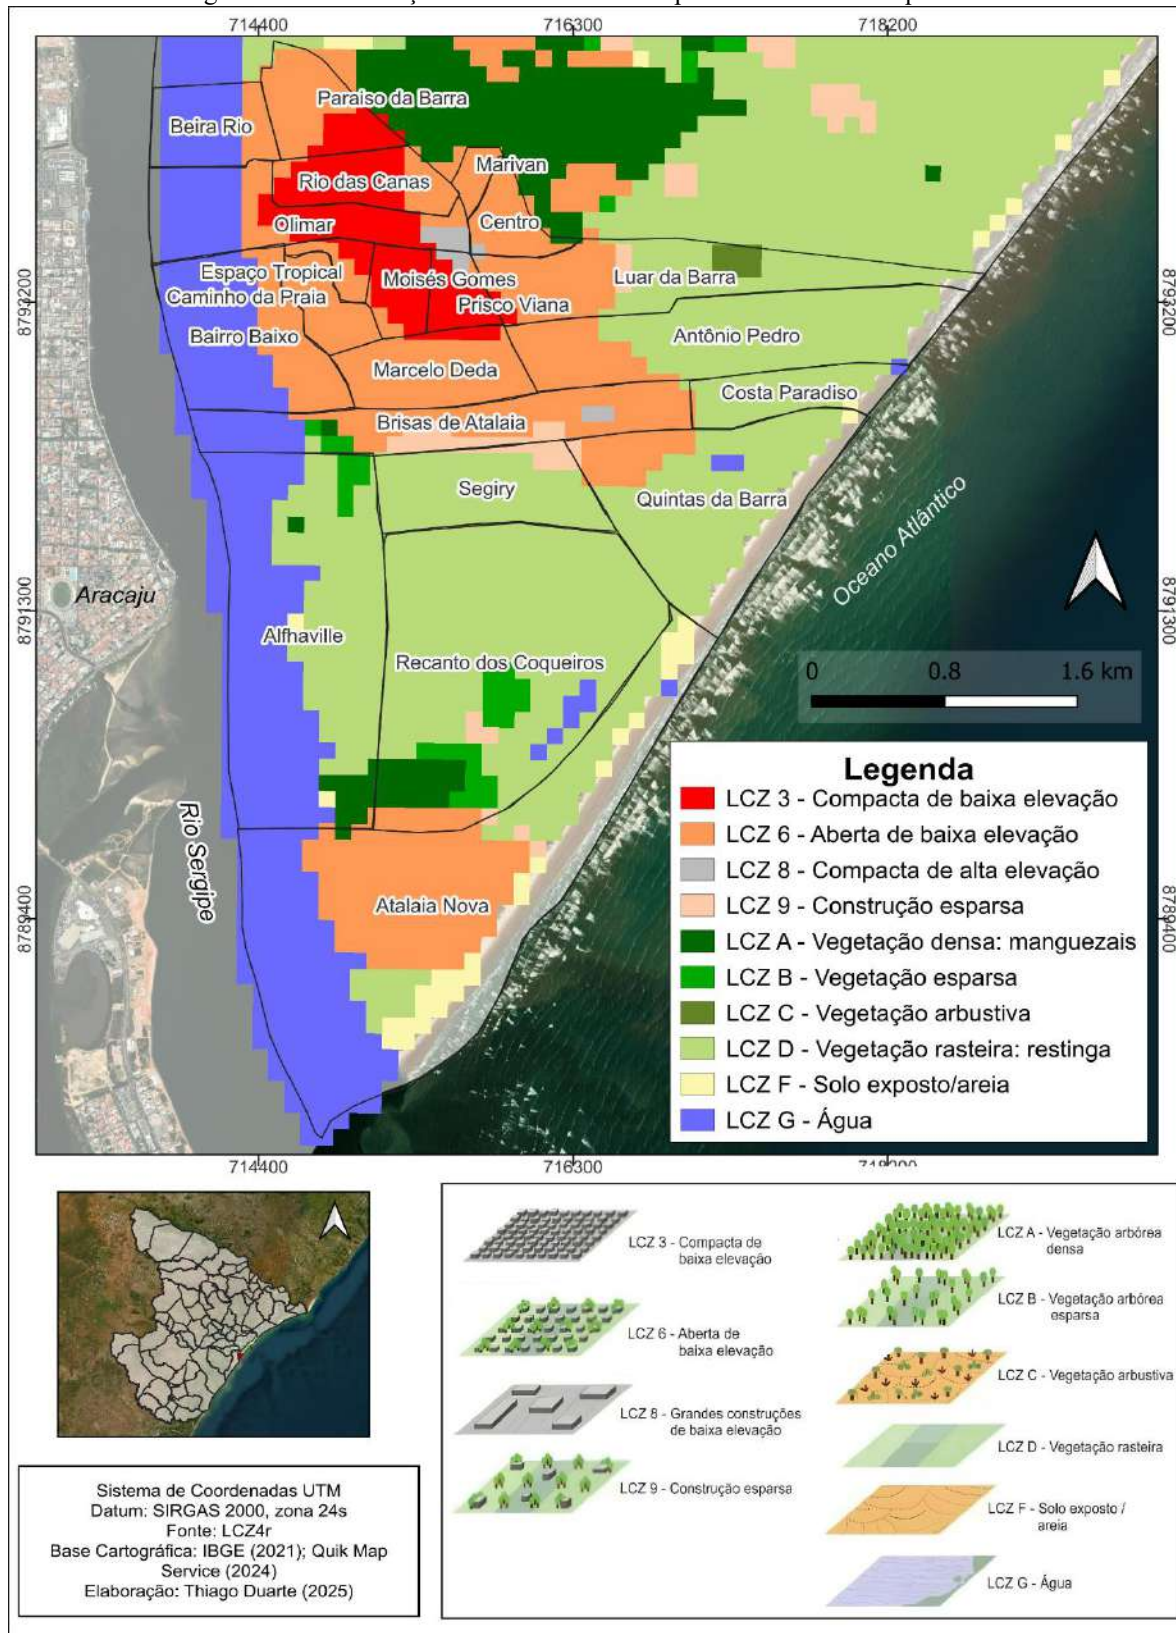 714400 716300 718200
Paraiso da Barra
Beira Rio
Marivan
Rio das Canas
Centro
Olimar
Espaço Tropical
Moisés Gomes
Luar da Barra
Caminho da Praia
Prisco Viana
8793200
8793200
Bairro Baixo
Antônio Pedro
Marcelo Deda
Costa Paradiso
Brisas de Atalaia
Segiry
Quintas da Barra
Oceano Atlântico
Aracaju
8791300
8791300
Alfhaville
Recanto dos Coqueiros
0 0.8 1.6 km
Rio Sergipe
Atalaia Nova
8789400
8789400
Legenda
LCZ 3 - Compacta de baixa elevação
LCZ 6 - Aberta de baixa elevação
LCZ 8 - Compacta de alta elevação
LCZ 9 - Construção esparsa
LCZ A - Vegetação densa: manguezais
LCZ B - Vegetação esparsa
LCZ C - Vegetação arbustiva
LCZ D - Vegetação rasteira: restinga
LCZ F - Solo exposto/areia
LCZ G - Água
714400 716300 718200
LCZ 3 - Compacta de
baixa elevação
LCZ 6 - Aberta de
baixa elevação
LCZ 8 - Grandes construções
de baixa elevação
LCZ 9 - Construção esparsa
LCZ A - Vegetação arbórea
densa
LCZ B - Vegetação arbórea
esparsa
LCZ C - Vegetação arbustiva
LCZ D - Vegetação rasteira
LCZ F - Solo exposto /
areia
LCZ G - Água
Sistema de Coordenadas UTM
Datum: SIRGAS 2000, zona 24s
Fonte: LCZ4r
Base Cartográfica: IBGE (2021); Quik Map
Service (2024)
Elaboração: Thiago Duarte (2025)